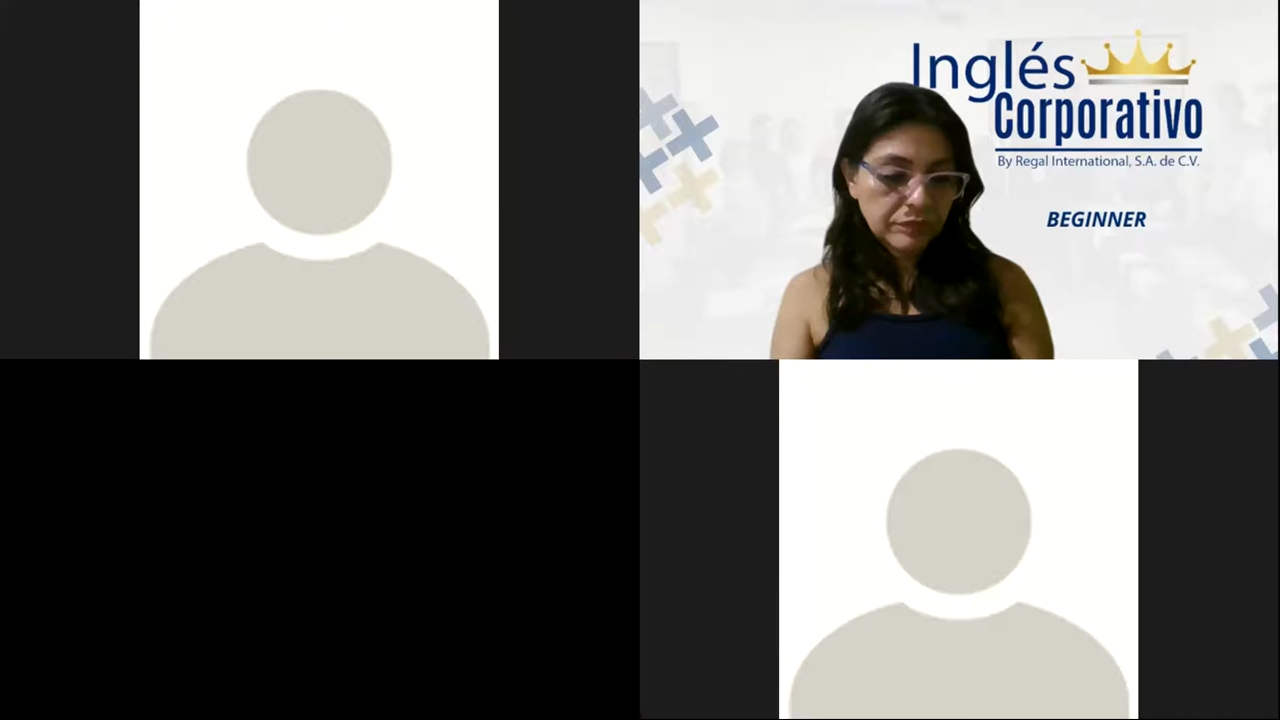 Inglés
Corporativo
By Regal International, S.A. de C.V.
BEGINNER